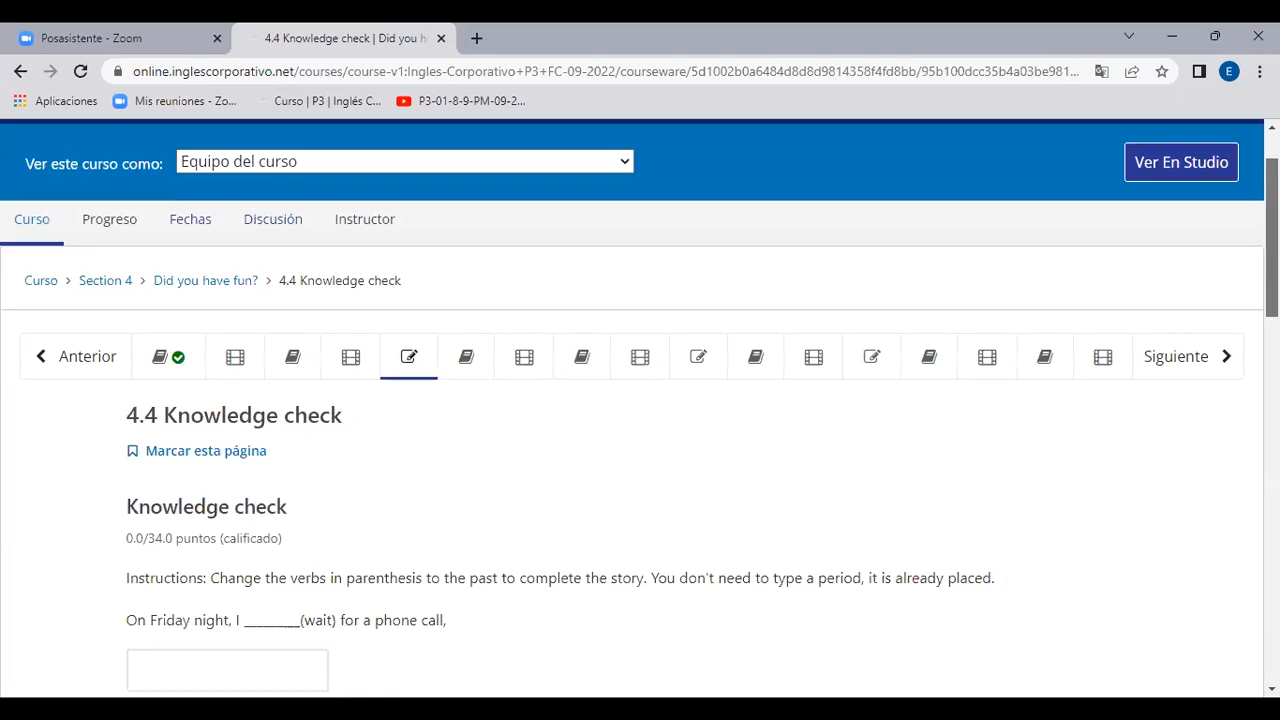 Posasistente - Zoom
4.4 Knowledge check | Did you h
online.inglescorporativo.net/courses/course-v1:Ingles-Corporativo+P3+FC-09-2022/courseware/5d1002b0a6484d8d8d9814358f4fd8bb/95b100dcc35b4a03be981...
E
Aplicaciones
Mis reuniones - Zo...
Curso | P3 | Inglés C...
P3-01-8-9-PM-09-2...
Ver este curso como:
Equipo del curso
Ver En Studio
Curso
Progreso
Fechas
Discusión
Instructor
Curso > Section 4 > Did you have fun? > 4.4 Knowledge check
Anterior
Siguiente
4.4 Knowledge check
Marcar esta página
Knowledge check
0.0/34.0 puntos (calificado)
Instructions: Change the verbs in parenthesis to the past to complete the story. You don't need to type a period, it is already placed.
On Friday night, I _________(wait) for a phone call,